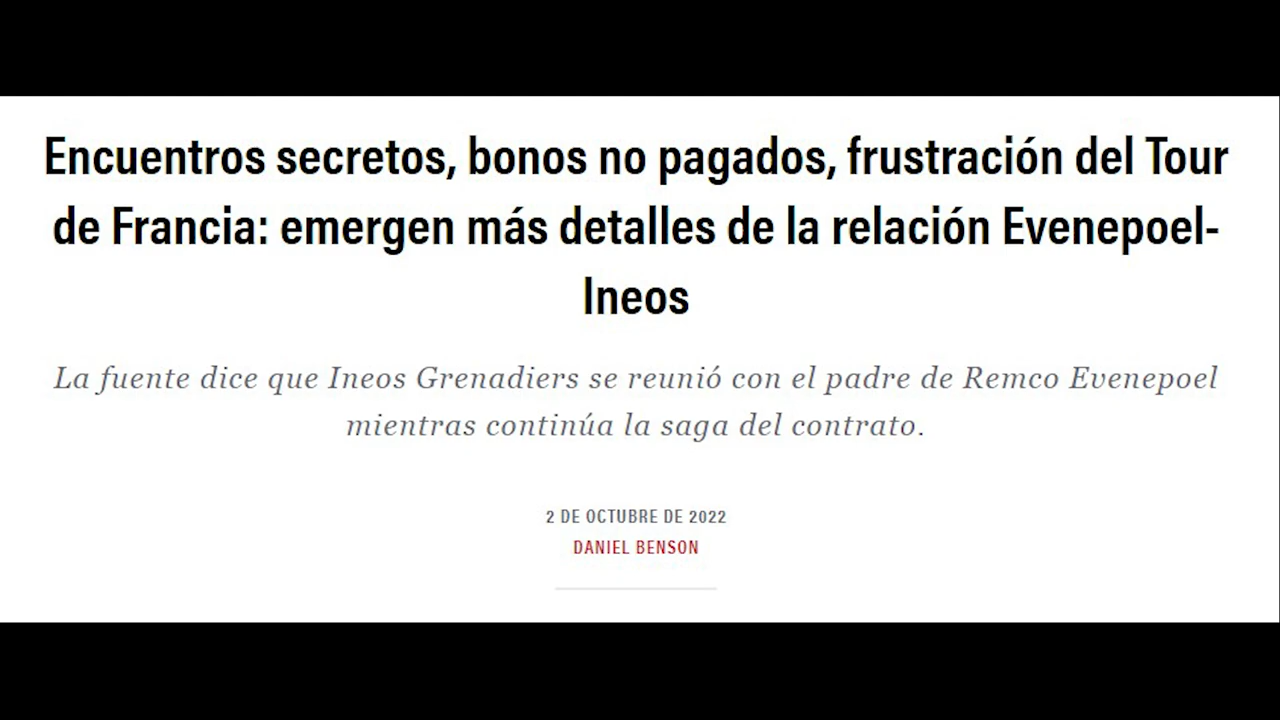 Encuentros secretos, bonos no pagados, frustración del Tour
de Francia: emergen más detalles de la relación Evenepoel-
Ineos
La fuente dice que Ineos Grenadiers se reunió con el padre de Remco Evenepoel
mientras continúa la saga del contrato.
2 DE OCTUBRE DE 2022
DANIEL BENSON